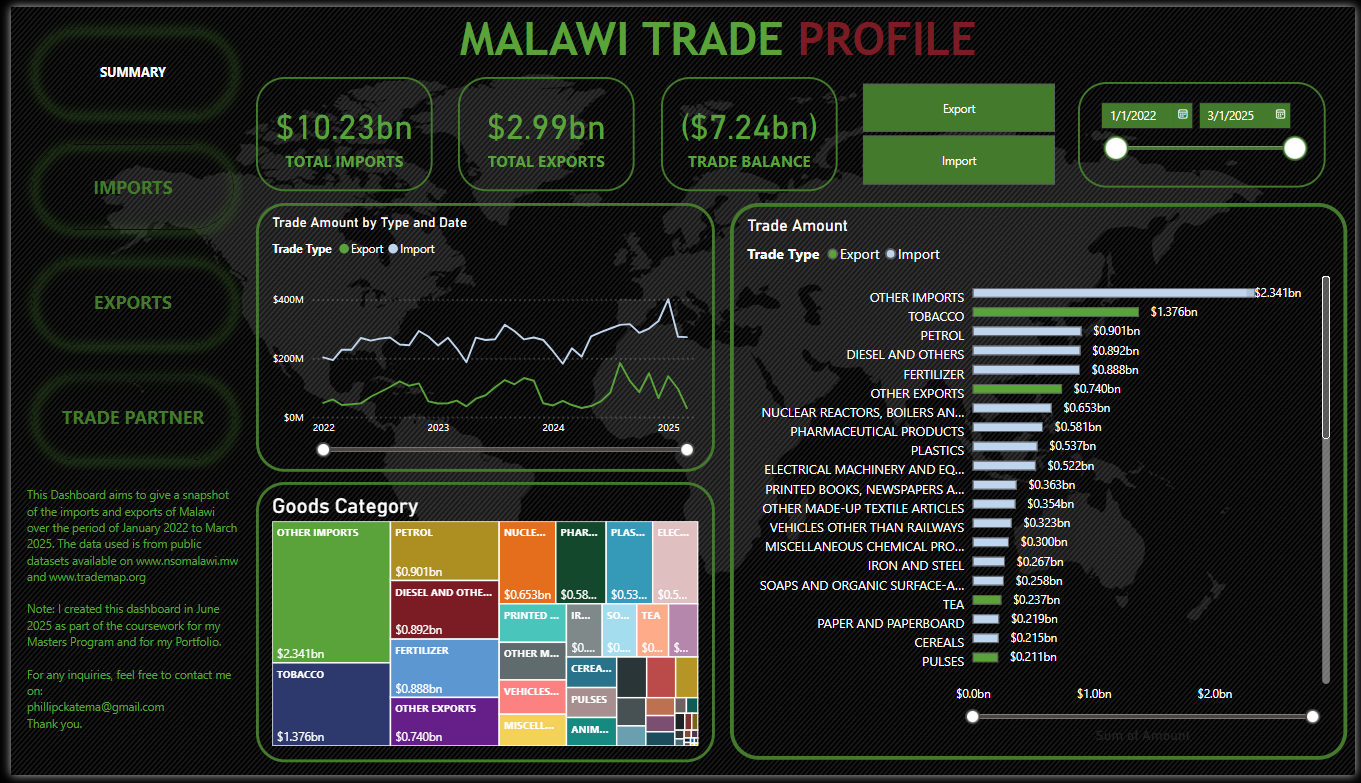 MALAWI TRADE PROFILE
SUMMARY
IMPORTS
EXPORTS
TRADE PARTNER
This Dashboard aims to give a snapshot
of the imports and exports of Malawi
over the period of January 2022 to March
2025. The data used is from public
datasets available on www.nsomalawi.mw
and www.trademap.org
Note: I created this dashboard in June
2025 as part of the coursework for my
Masters Program and for my Portfolio.
For any inquiries, feel free to contact me
on:
phillipckatema@gmail.com
Thank you.
$10.23bn
TOTAL IMPORTS
$2.99bn
TOTAL EXPORTS
($7.24bn)
TRADE BALANCE
Export
Import
1/1/2022 3/1/2025
Trade Amount by Type and Date
Trade Type Export Import
$400M
$200M
$0M
2022 2023 2024 2025
Goods Category
OTHER IMPORTS
$2.341bn
TOBACCO
$1.376bn
PETROL
$0.901bn
DIESEL AND OTHE...
$0.892bn
FERTILIZER
$0.888bn
OTHER EXPORTS
$0.740bn
NUCLE...
$0.653bn
PHAR...
$0.58...
PLAS...
$0.53...
ELEC...
$0.5...
PRINTED ...
OTHER M...
VEHICLES...
MISCELL...
IR...
$0....
SO...
$0....
TEA
$0....
$...
CEREA...
PULSES
ANIM...
Trade Amount
Trade Type Export Import
OTHER IMPORTS $2.341bn
TOBACCO $1.376bn
PETROL $0.901bn
DIESEL AND OTHERS $0.892bn
FERTILIZER $0.888bn
OTHER EXPORTS $0.740bn
NUCLEAR REACTORS, BOILERS AN... $0.653bn
PHARMACEUTICAL PRODUCTS $0.581bn
PLASTICS $0.537bn
ELECTRICAL MACHINERY AND EQ... $0.522bn
PRINTED BOOKS, NEWSPAPERS A... $0.363bn
OTHER MADE-UP TEXTILE ARTICLES $0.354bn
VEHICLES OTHER THAN RAILWAYS $0.323bn
MISCELLANEOUS CHEMICAL PRO... $0.300bn
IRON AND STEEL $0.267bn
SOAPS AND ORGANIC SURFACE-A... $0.258bn
TEA $0.237bn
PAPER AND PAPERBOARD $0.219bn
CEREALS $0.215bn
PULSES $0.211bn
$0.0bn $1.0bn $2.0bn
Sum of Amount